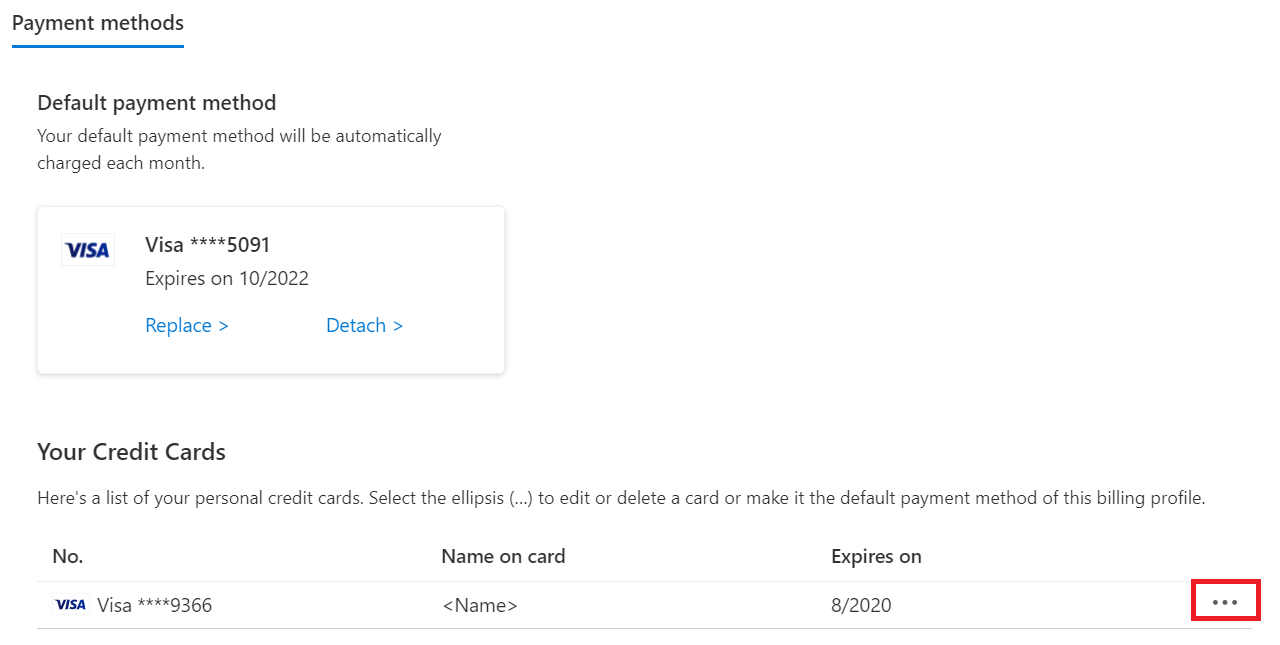 Payment methods
Default payment method
Your default payment method will be automatically
charged each month.
VISA Visa ****5091
Expires on 10/2022
Replace > Detach >
Your Credit Cards
Here's a list of your personal credit cards. Select the ellipsis (...) to edit or delete a card or make it the default payment method of this billing profile.
No. Name on card Expires on
VISA Visa ****9366 <Name> 8/2020 •••